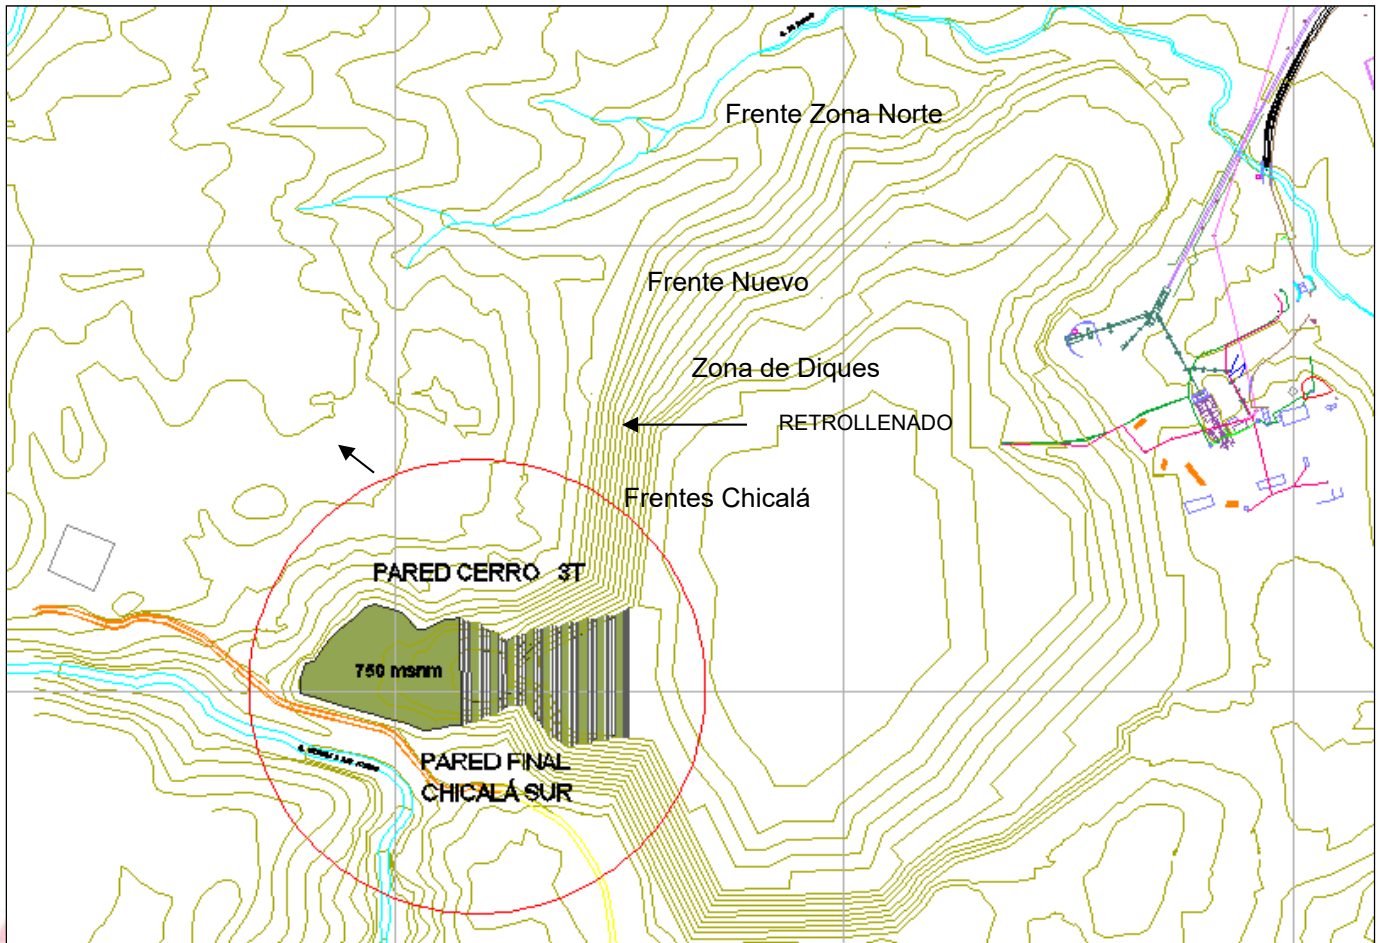 Frente Zona Norte
Frente Nuevo
Zona de Diques
RETROLLENADO
Frentes Chicalá
PARED CERRO 3T
750 msnm
PARED FINAL
CHICALÁ SUR